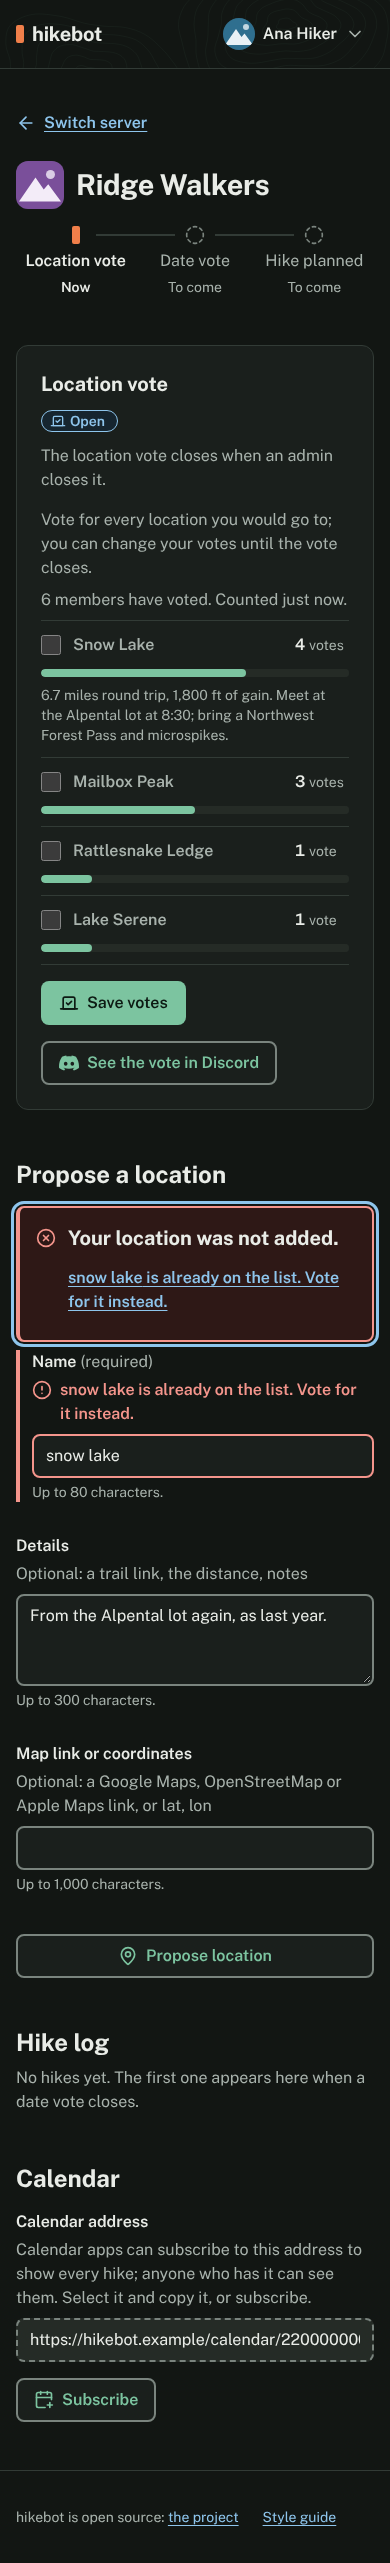 hikebot
Ana Hiker
Switch server
Ridge Walkers
Location vote
Date vote
Hike planned
Now
To come
To come
Location vote
Open
The location vote closes when an admin
closes it.
Vote for every location you would go to;
you can change your votes until the vote
closes.
6 members have voted. Counted just now.
Snow Lake
4 votes
6.7 miles round trip, 1,800 ft of gain. Meet at
the Alpental lot at 8:30; bring a Northwest
Forest Pass and microspikes.
Mailbox Peak
3 votes
Rattlesnake Ledge
1 vote
Lake Serene
1 vote
Save votes
See the vote in Discord
Propose a location
Your location was not added.
snow lake is already on the list. Vote
for it instead.
Name (required)
snow lake is already on the list. Vote for
it instead.
snow lake
Up to 80 characters.
Details
Optional: a trail link, the distance, notes
From the Alpental lot again, as last year.
Up to 300 characters.
Map link or coordinates
Optional: a Google Maps, OpenStreetMap or
Apple Maps link, or lat, lon
Up to 1,000 characters.
Propose location
Hike log
No hikes yet. The first one appears here when a
date vote closes.
Calendar
Calendar address
Calendar apps can subscribe to this address to
show every hike; anyone who has it can see
them. Select it and copy it, or subscribe.
https://hikebot.example/calendar/220000000
Subscribe
hikebot is open source: the project
Style guide